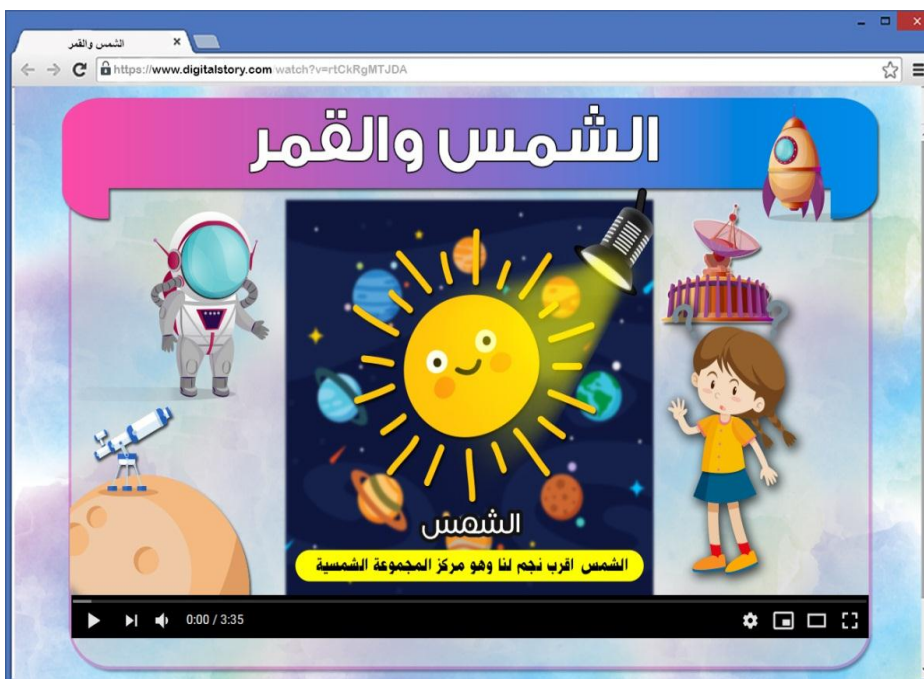 الشمس والقمر
https://www.digitalstory.com/watch?v=rtCkRgMTJDA
الشمس والقمر
الشمس
الشمس اقرب نجم لنا وهو مركز المجموعة الشمسية
0:00 / 3:35